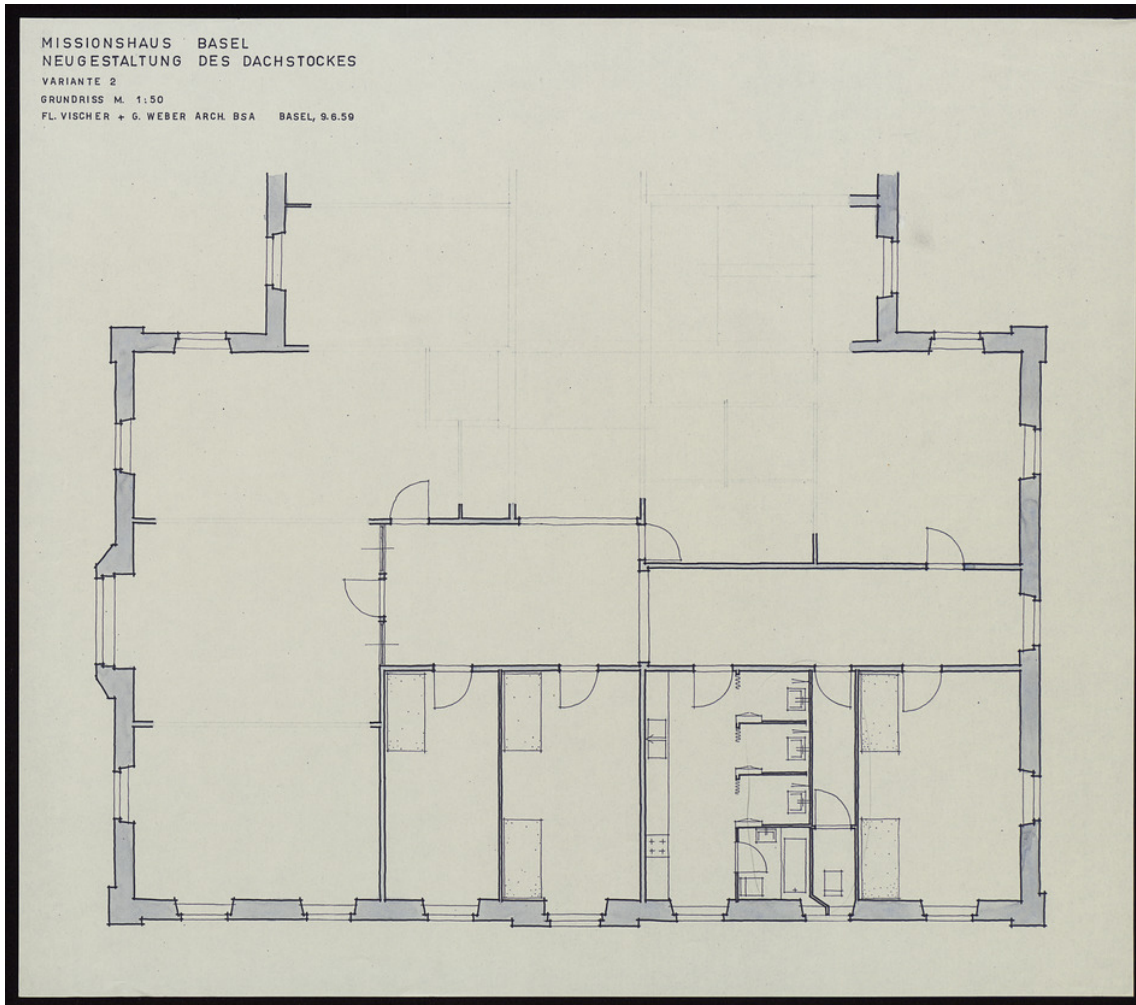 MISSIONSHAUS BASEL
NEUGESTALTUNG DES DACHSTOCKES
VARIANTE 2
GRUNDRISS M. 1:50
FL. VISCHER + G. WEBER ARCH. BSA BASEL, 9.6.59